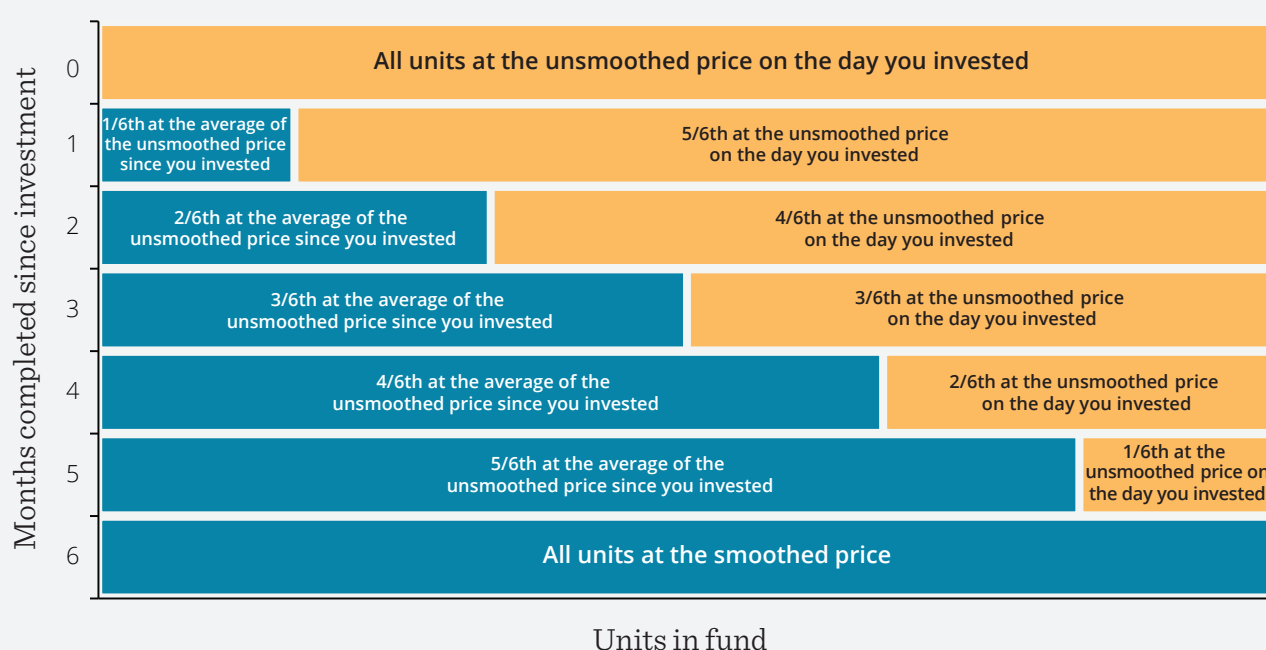 Months completed since investment
0
All units at the unsmoothed price on the day you invested
1
1/6th at the average of
the unsmoothed price
since you invested
5/6th at the unsmoothed price
on the day you invested
2
2/6th at the average of the
unsmoothed price since you invested
4/6th at the unsmoothed price
on the day you invested
3
3/6th at the average of the
unsmoothed price since you invested
3/6th at the unsmoothed price
on the day you invested
4
4/6th at the average of the
unsmoothed price since you invested
2/6th at the unsmoothed price
on the day you invested
5
5/6th at the average of the
unsmoothed price since you invested
1/6th at the
unsmoothed price on
the day you invested
6
All units at the smoothed price
Units in fund